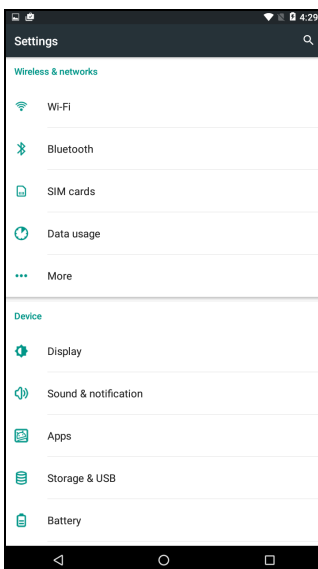 4:29
Settings
Wireless & networks
Wi-Fi
Bluetooth
SIM cards
Data usage
More
Device
Display
Sound & notification
Apps
Storage & USB
Battery